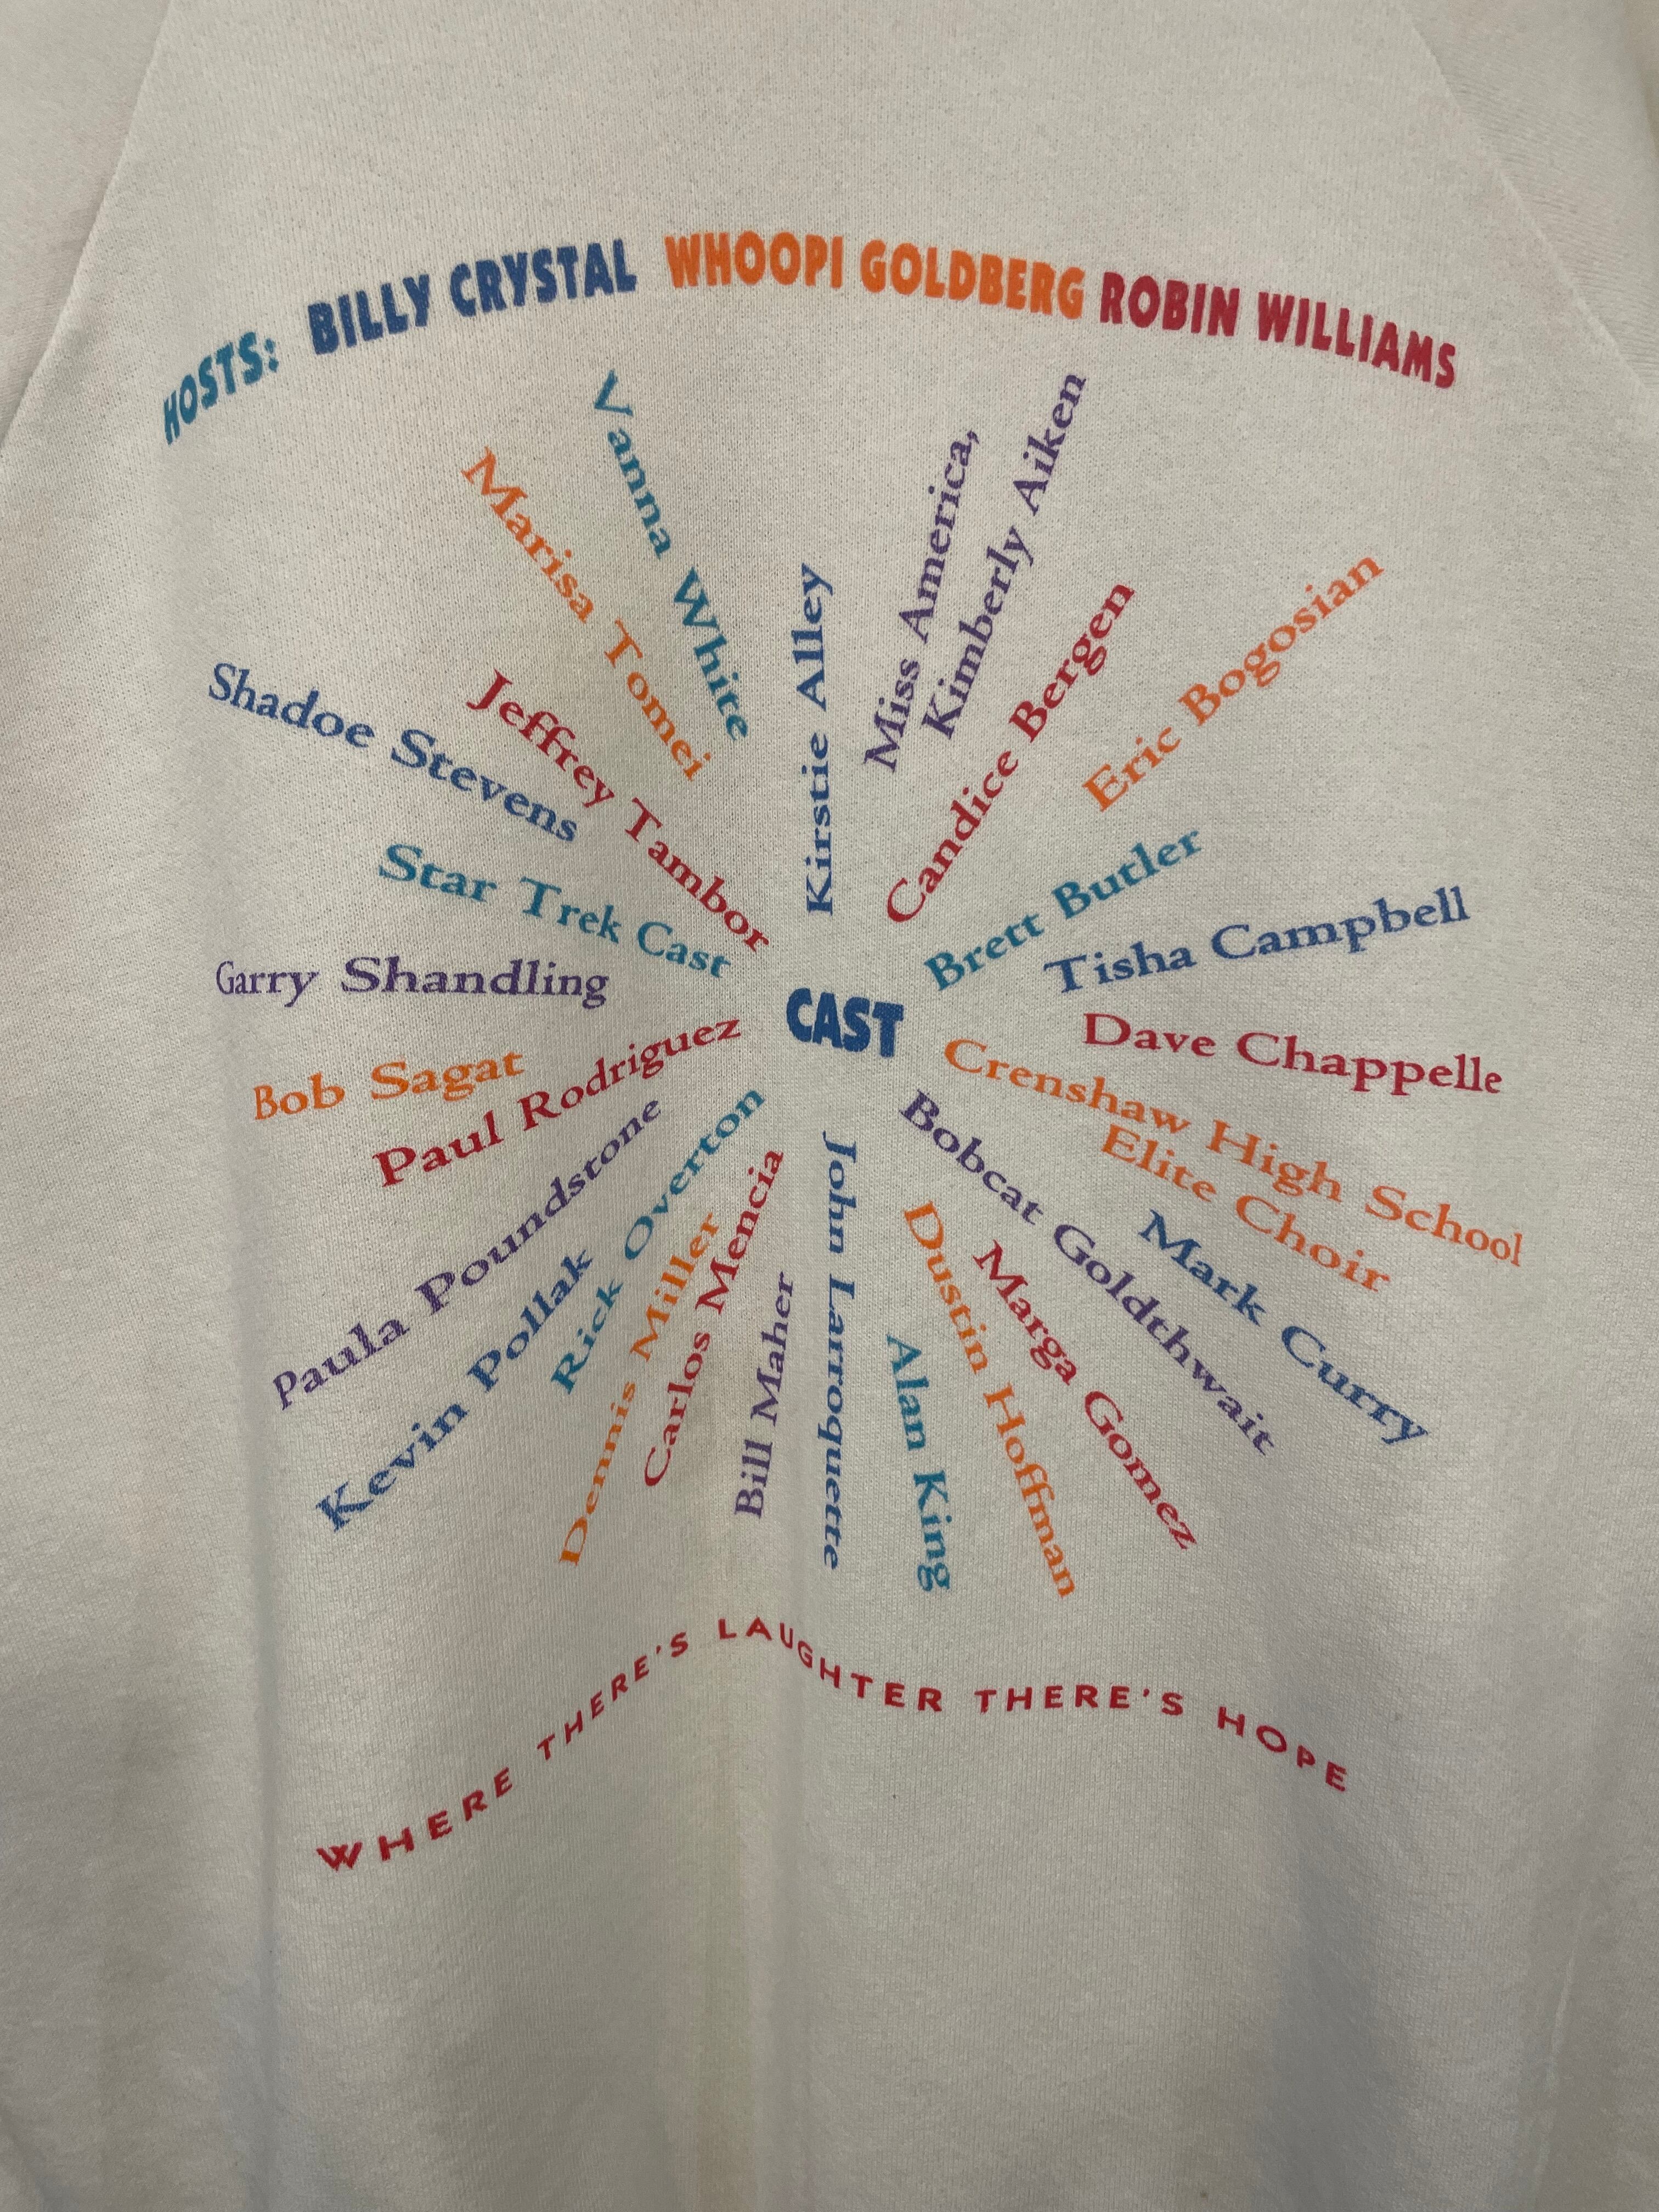 HOSTS: BILLY CRYSTAL WHOOPI GOLDBERG ROBIN WILLIAMS
CAST
Kirstie Alley
Miss America,
Kimberly Aiken
Candice Bergen
Eric Bogosian
Brett Butler
Tisha Campbell
Dave Chappelle
Crenshaw High School
Elite Choir
Mark Curry
Bobcat Goldthwait
Marga Gomez
Dustin Hoffman
Alan King
John Larroquette
Bill Maher
Carlos Mencia
Dennis Miller
Rick Overton
Kevin Pollak
Paula Poundstone
Paul Rodriguez
Bob Sagat
Garry Shandling
Star Trek Cast
Shadoe Stevens
Jeffrey Tambor
Marisa Tomei
Vanna White
WHERE THERE'S LAUGHTER THERE'S HOPE